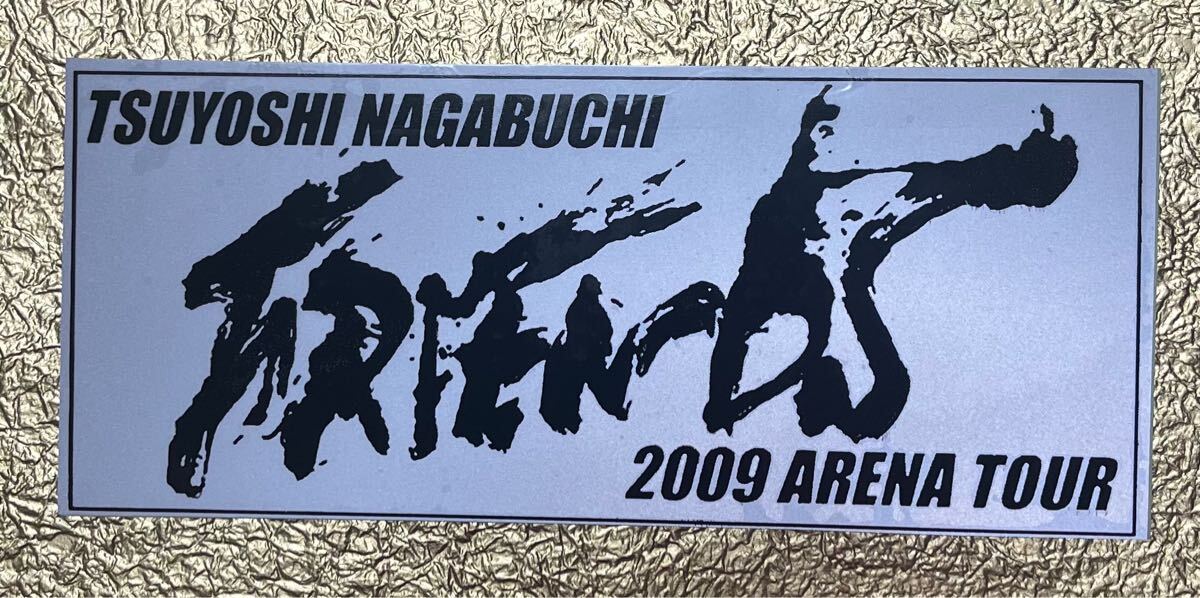 TSUYOSHI NAGABUCHI
FRIENDS
2009 ARENA TOUR